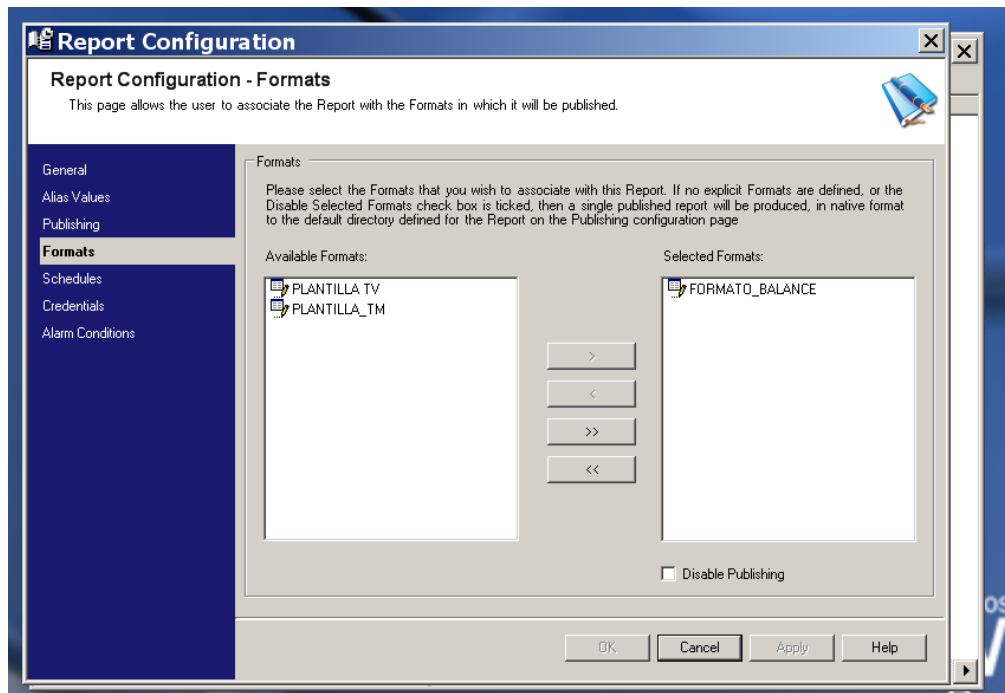 Report Configuration
Report Configuration - Formats
This page allows the user to associate the Report with the Formats in which it will be published.
General
Alias Values
Publishing
Formats
Schedules
Credentials
Alarm Conditions
Formats
Please select the Formats that you wish to associate with this Report. If no explicit Formats are defined, or the
Disable Selected Formats check box is ticked, then a single published report will be produced, in native format
to the default directory defined for the Report on the Publishing configuration page
Available Formats:
PLANTILLA TV
PLANTILLA_TM
>
<
>>
<<
Selected Formats:
FORMATO_BALANCE
Disable Publishing
OK
Cancel
Apply
Help